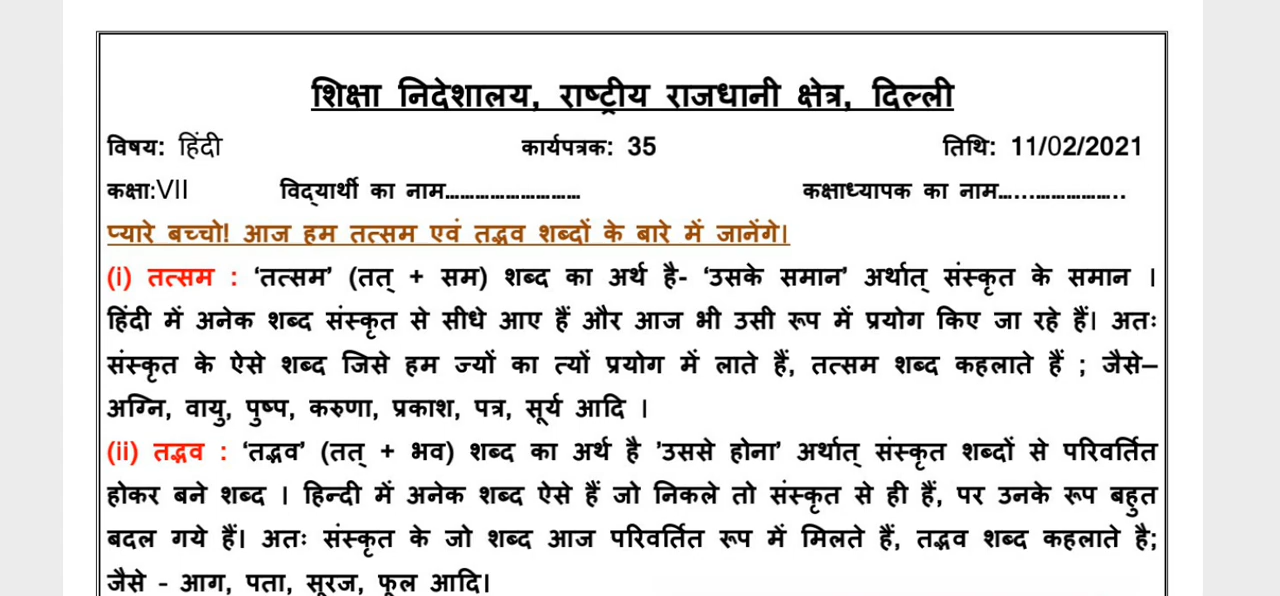 शिक्षा निदेशालय, राष्ट्रीय राजधानी क्षेत्र, दिल्ली
विषय: हिंदी कार्यपत्रक: 35 तिथि: 11/02/2021
कक्षा:VII विद्यार्थी का नाम……………………… कक्षाध्यापक का नाम…..……………..
प्यारे बच्चो! आज हम तत्सम एवं तद्भव शब्दों के बारे में जानेंगे।
(i) तत्सम : ‘तत्सम’ (तत् + सम) शब्द का अर्थ है- ‘उसके समान’ अर्थात् संस्कृत के समान ।
हिंदी में अनेक शब्द संस्कृत से सीधे आए हैं और आज भी उसी रूप में प्रयोग किए जा रहे हैं। अतः
संस्कृत के ऐसे शब्द जिसे हम ज्यों का त्यों प्रयोग में लाते हैं, तत्सम शब्द कहलाते हैं ; जैसे–
अग्नि, वायु, पुष्प, करुणा, प्रकाश, पत्र, सूर्य आदि ।
(ii) तद्भव : ‘तद्भव’ (तत् + भव) शब्द का अर्थ है ’उससे होना’ अर्थात् संस्कृत शब्दों से परिवर्तित
होकर बने शब्द । हिन्दी में अनेक शब्द ऐसे हैं जो निकले तो संस्कृत से ही हैं, पर उनके रूप बहुत
बदल गये हैं। अतः संस्कृत के जो शब्द आज परिवर्तित रूप में मिलते हैं, तद्भव शब्द कहलाते है;
जैसे - आग, पता, सूरज, फूल आदि।